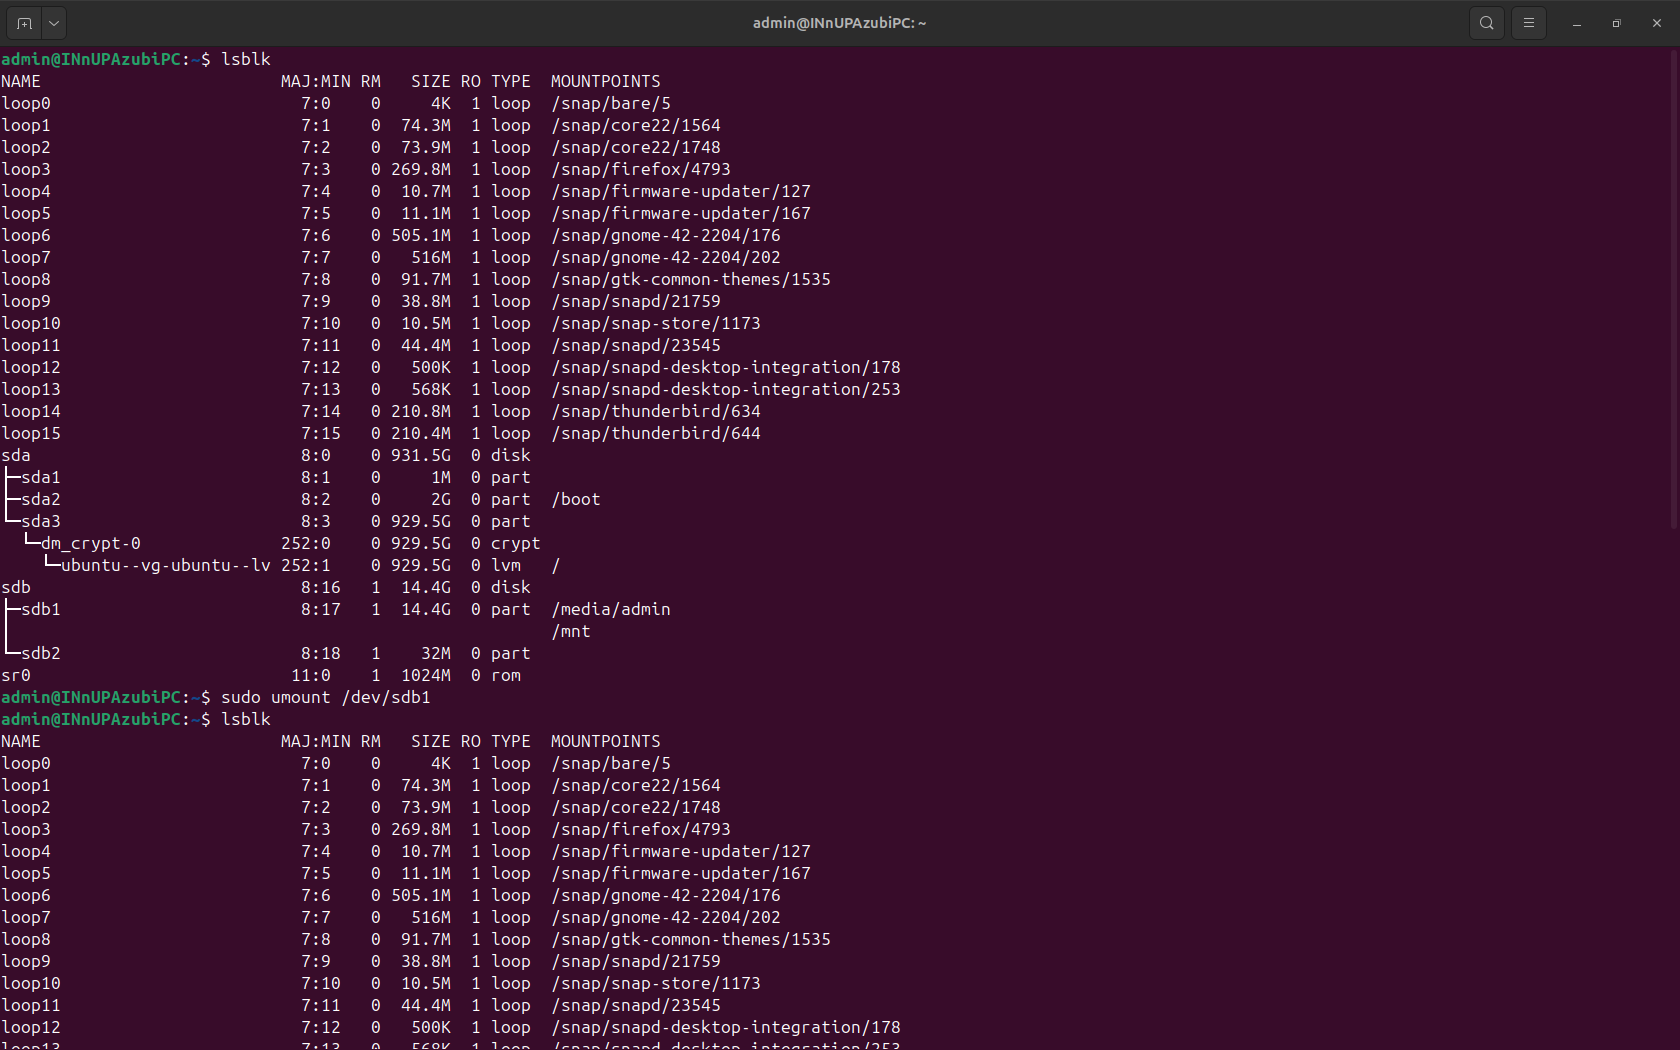 admin@INnUPAzubiPC: ~
admin@INnUPAzubiPC:~$ lsblk
NAME MAJ:MIN RM SIZE RO TYPE MOUNTPOINTS
loop0 7:0 0 4K 1 loop /snap/bare/5
loop1 7:1 0 74.3M 1 loop /snap/core22/1564
loop2 7:2 0 73.9M 1 loop /snap/core22/1748
loop3 7:3 0 269.8M 1 loop /snap/firefox/4793
loop4 7:4 0 10.7M 1 loop /snap/firmware-updater/127
loop5 7:5 0 11.1M 1 loop /snap/firmware-updater/167
loop6 7:6 0 505.1M 1 loop /snap/gnome-42-2204/176
loop7 7:7 0 516M 1 loop /snap/gnome-42-2204/202
loop8 7:8 0 91.7M 1 loop /snap/gtk-common-themes/1535
loop9 7:9 0 38.8M 1 loop /snap/snapd/21759
loop10 7:10 0 10.5M 1 loop /snap/snap-store/1173
loop11 7:11 0 44.4M 1 loop /snap/snapd/23545
loop12 7:12 0 500K 1 loop /snap/snapd-desktop-integration/178
loop13 7:13 0 568K 1 loop /snap/snapd-desktop-integration/253
loop14 7:14 0 210.8M 1 loop /snap/thunderbird/634
loop15 7:15 0 210.4M 1 loop /snap/thunderbird/644
sda 8:0 0 931.5G 0 disk
├─sda1 8:1 0 1M 0 part
├─sda2 8:2 0 2G 0 part /boot
└─sda3 8:3 0 929.5G 0 part
└─dm_crypt-0 252:0 0 929.5G 0 crypt
└─ubuntu--vg-ubuntu--lv 252:1 0 929.5G 0 lvm /
sdb 8:16 1 14.4G 0 disk
├─sdb1 8:17 1 14.4G 0 part /media/admin
│ /mnt
└─sdb2 8:18 1 32M 0 part
sr0 11:0 1 1024M 0 rom
admin@INnUPAzubiPC:~$ sudo umount /dev/sdb1
admin@INnUPAzubiPC:~$ lsblk
NAME MAJ:MIN RM SIZE RO TYPE MOUNTPOINTS
loop0 7:0 0 4K 1 loop /snap/bare/5
loop1 7:1 0 74.3M 1 loop /snap/core22/1564
loop2 7:2 0 73.9M 1 loop /snap/core22/1748
loop3 7:3 0 269.8M 1 loop /snap/firefox/4793
loop4 7:4 0 10.7M 1 loop /snap/firmware-updater/127
loop5 7:5 0 11.1M 1 loop /snap/firmware-updater/167
loop6 7:6 0 505.1M 1 loop /snap/gnome-42-2204/176
loop7 7:7 0 516M 1 loop /snap/gnome-42-2204/202
loop8 7:8 0 91.7M 1 loop /snap/gtk-common-themes/1535
loop9 7:9 0 38.8M 1 loop /snap/snapd/21759
loop10 7:10 0 10.5M 1 loop /snap/snap-store/1173
loop11 7:11 0 44.4M 1 loop /snap/snapd/23545
loop12 7:12 0 500K 1 loop /snap/snapd-desktop-integration/178
loop13 7:13 0 568K 1 loop /snap/snapd-desktop-integration/253